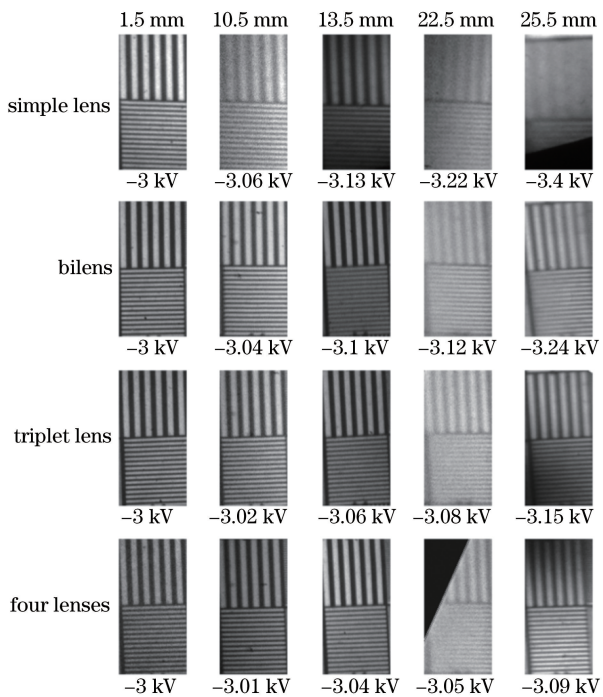 1.5 mm 10.5 mm 13.5 mm 22.5 mm 25.5 mm
simple lens
−3 kV −3.06 kV −3.13 kV −3.22 kV −3.4 kV
bilens
−3 kV −3.04 kV −3.1 kV −3.12 kV −3.24 kV
triplet lens
−3 kV −3.02 kV −3.06 kV −3.08 kV −3.15 kV
four lenses
−3 kV −3.01 kV −3.04 kV −3.05 kV −3.09 kV